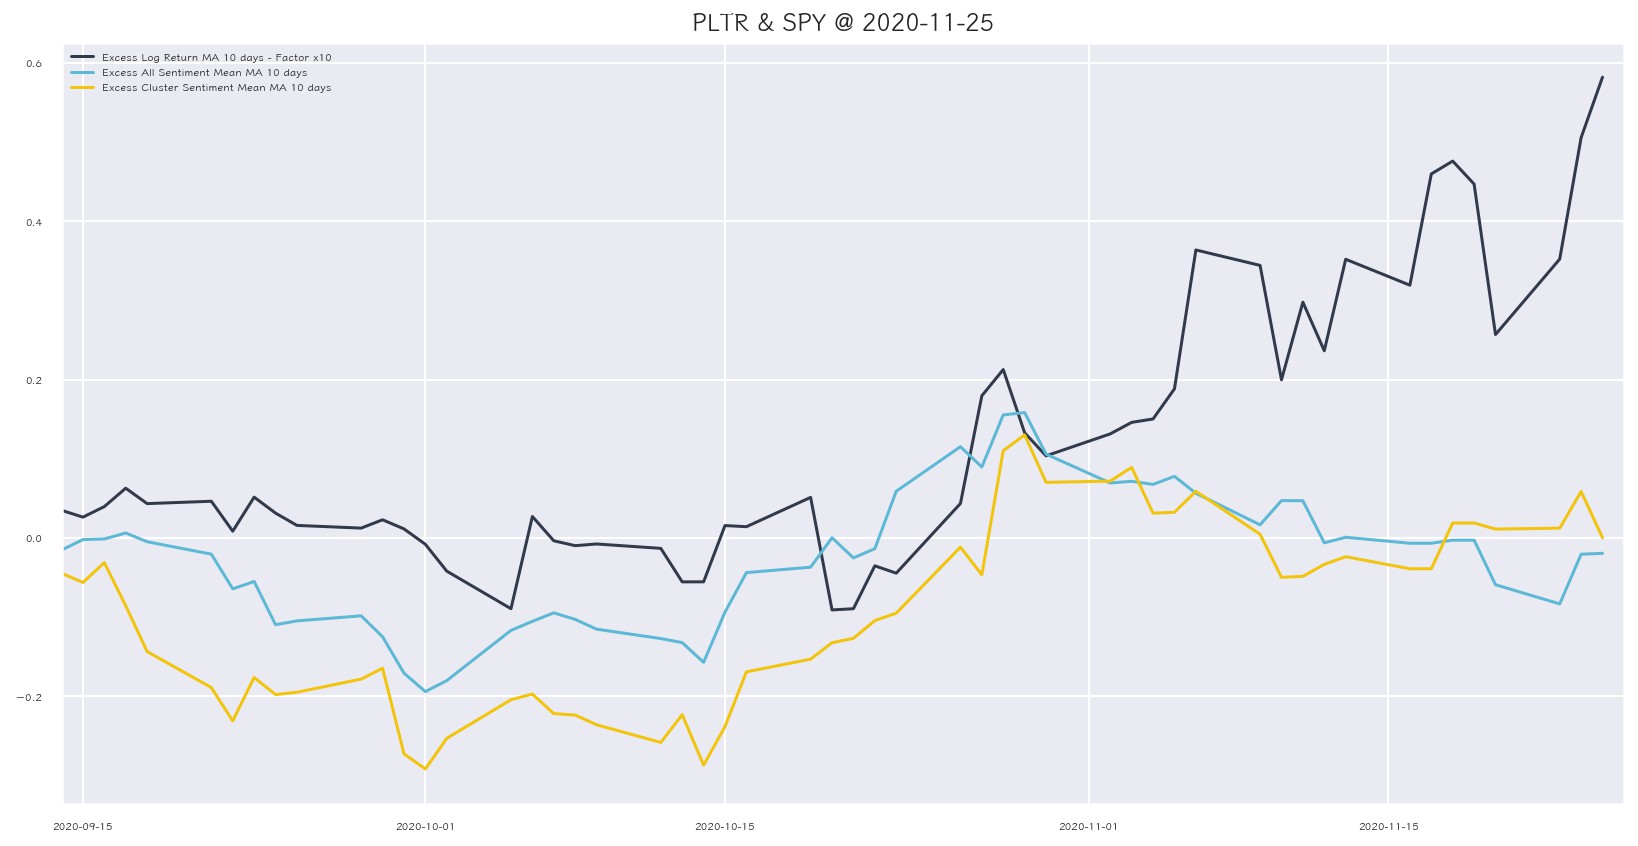 PLTR & SPY @ 2020-11-25
Excess Log Return MA 10 days - Factor x10
Excess All Sentiment Mean MA 10 days
Excess Cluster Sentiment Mean MA 10 days
0.6
0.4
0.2
0.0
−0.2
2020-09-15 2020-10-01 2020-10-15 2020-11-01 2020-11-15